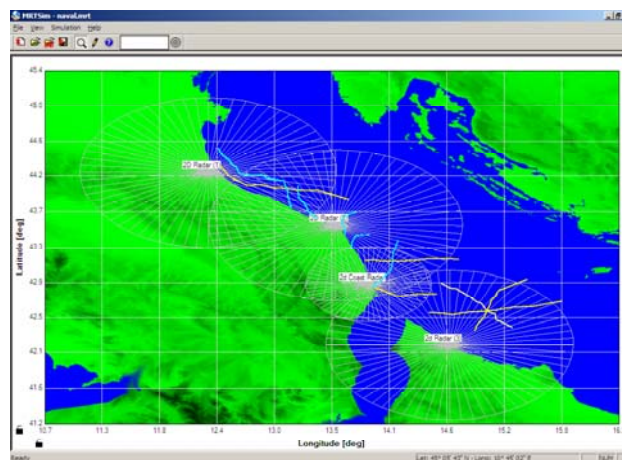 MRTSim - naval.mrt
File View Simulation Help
45.4
45.0
44.6
44.2
43.7
43.3
42.9
42.5
42.1
41.6
41.2
Latitude [deg]
2D Radar (1)
2D Radar
2d Coast Radar
2d Radar (3)
10.7 11.3 11.8 12.4 13.0 13.5 14.1 14.6 15.2 15.8
Longitude [deg]
Ready
NUM